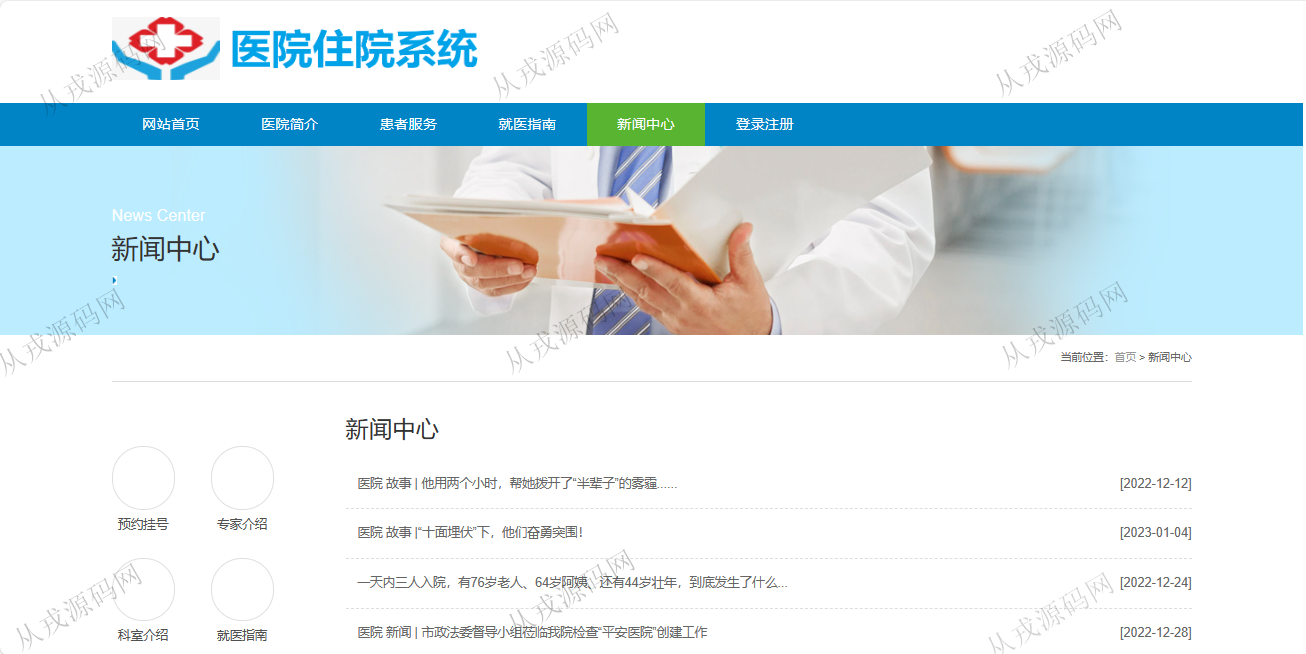 医院住院系统
网站首页 医院简介 患者服务 就医指南 新闻中心 登录注册
News Center
新闻中心
当前位置：首页 > 新闻中心
新闻中心
医院 故事 | 他用两个小时，帮她拨开了“半辈子”的雾霾...... [2022-12-12]
预约挂号 专家介绍
医院 故事 |“十面埋伏”下，他们奋勇突围！ [2023-01-04]
一天内三人入院，有76岁老人、64岁阿姨、还有44岁壮年，到底发生了什么... [2022-12-24]
科室介绍 就医指南
医院 新闻 | 市政法委督导小组莅临我院检查“平安医院”创建工作 [2022-12-28]
从戎源码网
从戎源码网
从戎源码网
从戎源码网
从戎源码网
从戎源码网
从戎源码网
从戎源码网
从戎源码网